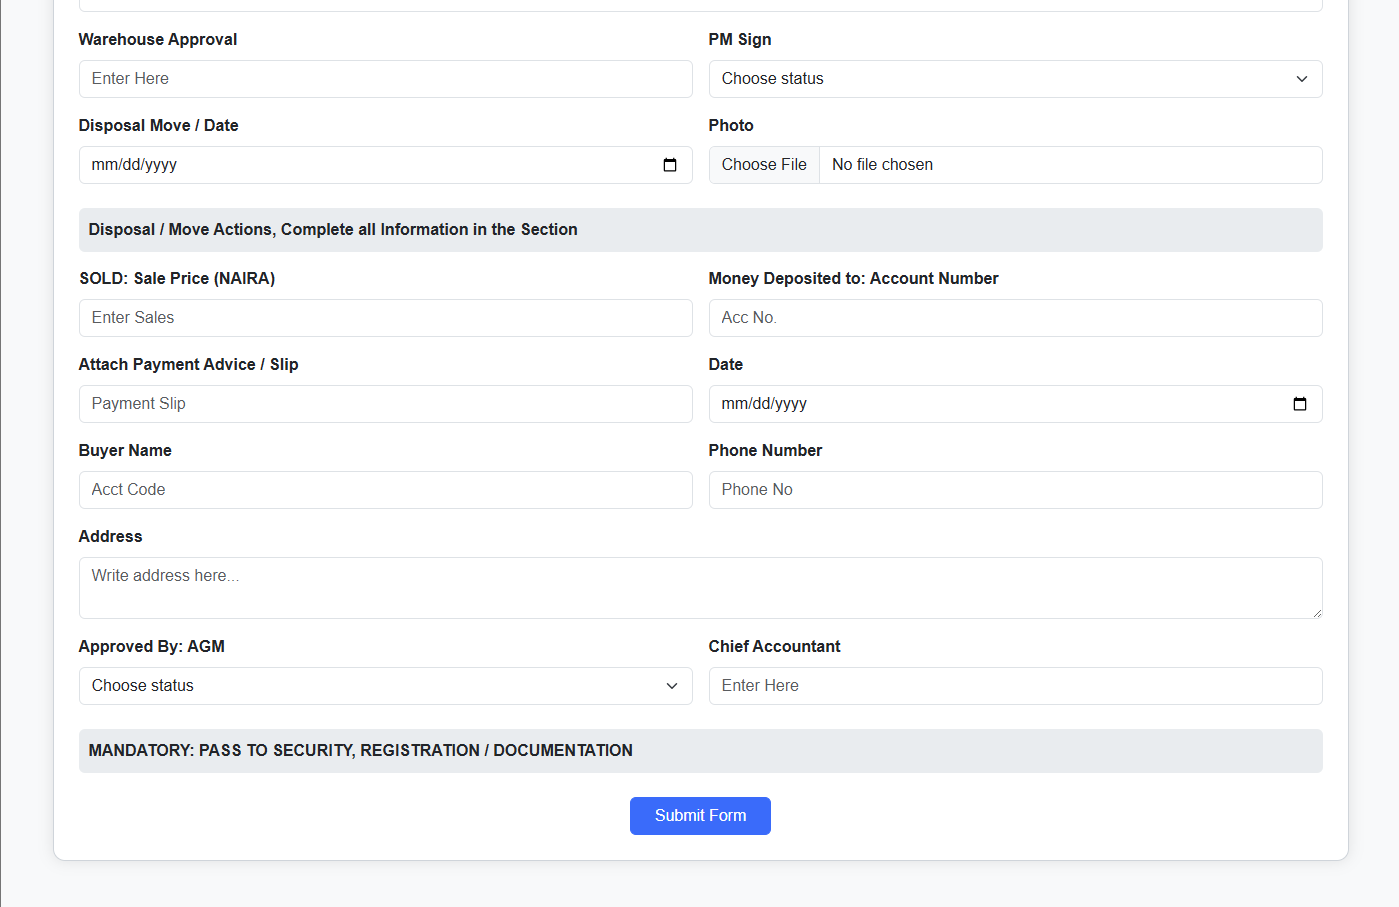 Warehouse Approval
PM Sign
Enter Here
Choose status
Disposal Move / Date
Photo
mm/dd/yyyy
Choose File
No file chosen
Disposal / Move Actions, Complete all Information in the Section
SOLD: Sale Price (NAIRA)
Money Deposited to: Account Number
Enter Sales
Acc No.
Attach Payment Advice / Slip
Date
Payment Slip
mm/dd/yyyy
Buyer Name
Phone Number
Acct Code
Phone No
Address
Write address here...
Approved By: AGM
Chief Accountant
Choose status
Enter Here
MANDATORY: PASS TO SECURITY, REGISTRATION / DOCUMENTATION
Submit Form